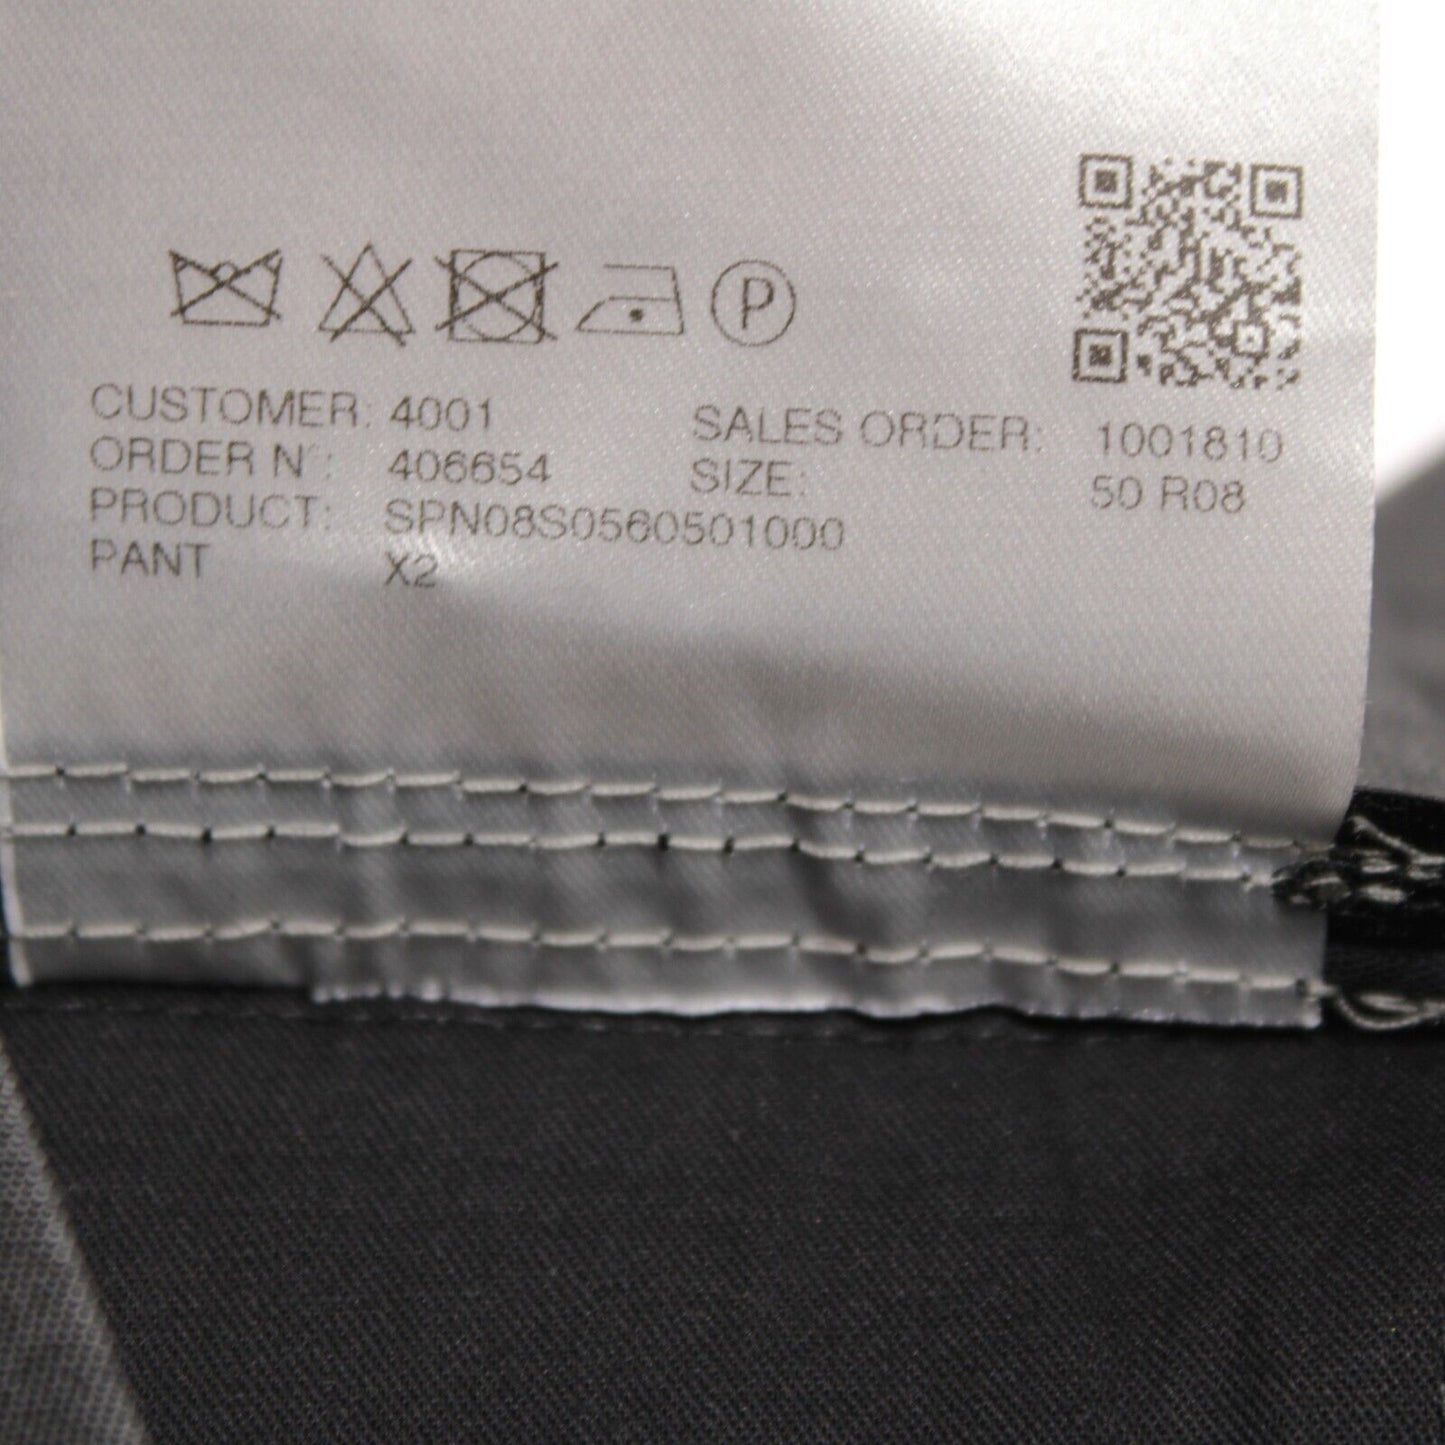 P
CUSTOMER: 4001 SALES ORDER: 1001810
ORDER N°: 406654 SIZE: 50 R08
PRODUCT: SPN08S0560501000
PANT X2